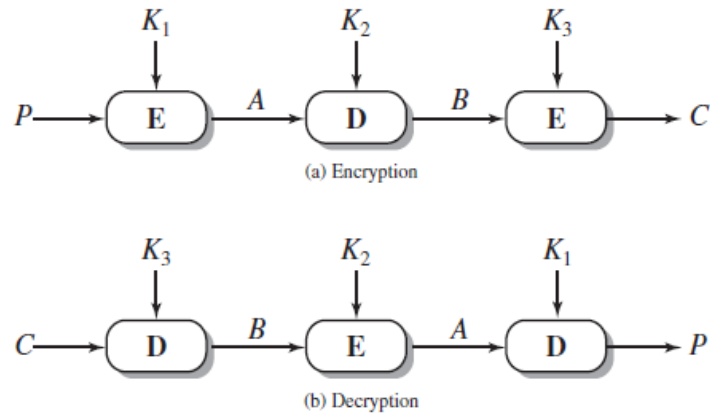 K₁ K₂ K₃
P E A D B E C
(a) Encryption
K₃ K₂ K₁
C D B E A D P
(b) Decryption